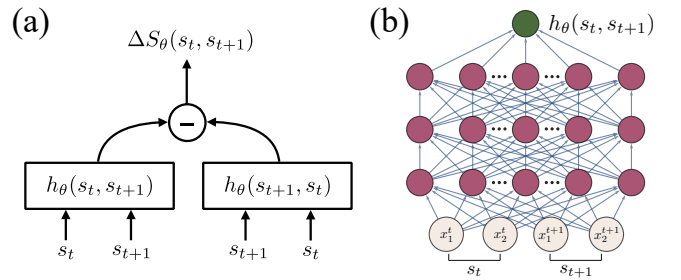 (a)
ΔS_θ(s_t, s_{t+1})
−
h_θ(s_t, s_{t+1})
h_θ(s_{t+1}, s_t)
s_t
s_{t+1}
s_{t+1}
s_t
(b)
h_θ(s_t, s_{t+1})
... ...
... ...
... ...
x_1^t
x_2^t
x_1^{t+1}
x_2^{t+1}
s_t
s_{t+1}